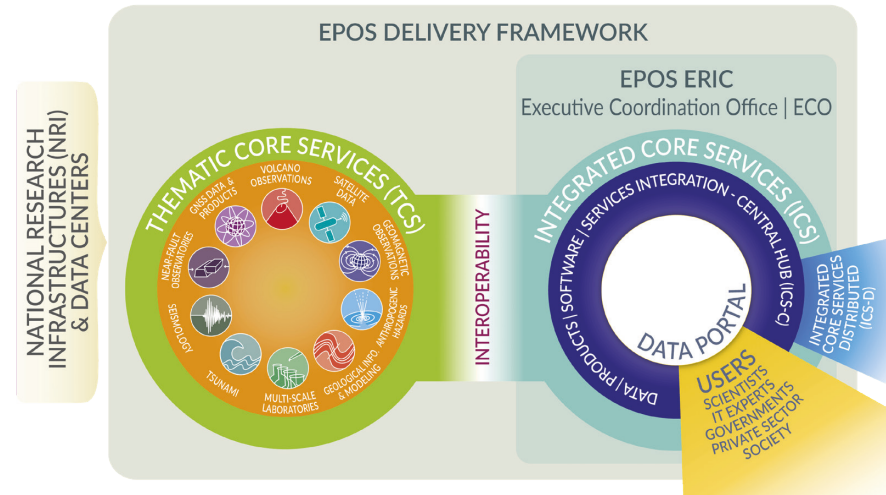 EPOS DELIVERY FRAMEWORK
EPOS ERIC
Executive Coordination Office | ECO
NATIONAL RESEARCH
INFRASTRUCTURES (NRI)
& DATA CENTERS
THEMATIC CORE SERVICES (TCS)
VOLCANO
OBSERVATIONS
SATELLITE
DATA
GEOMAGNETIC
OBSERVATIONS
ANTHROPOGENIC
HAZARDS
GEOLOGICAL INFO.
& MODELING
MULTI-SCALE
LABORATORIES
TSUNAMI
SEISMOLOGY
NEAR-FAULT
OBSERVATORIES
GNSS DATA &
PRODUCTS
INTEROPERABILITY
INTEGRATED CORE SERVICES (ICS)
DATA | PRODUCTS | SOFTWARE | SERVICES INTEGRATION - CENTRAL HUB (ICS-C)
DATA PORTAL
INTEGRATED
CORE SERVICES
DISTRIBUTED
(ICS-D)
USERS
SCIENTISTS
IT EXPERTS
GOVERNMENTS
PRIVATE SECTOR
SOCIETY